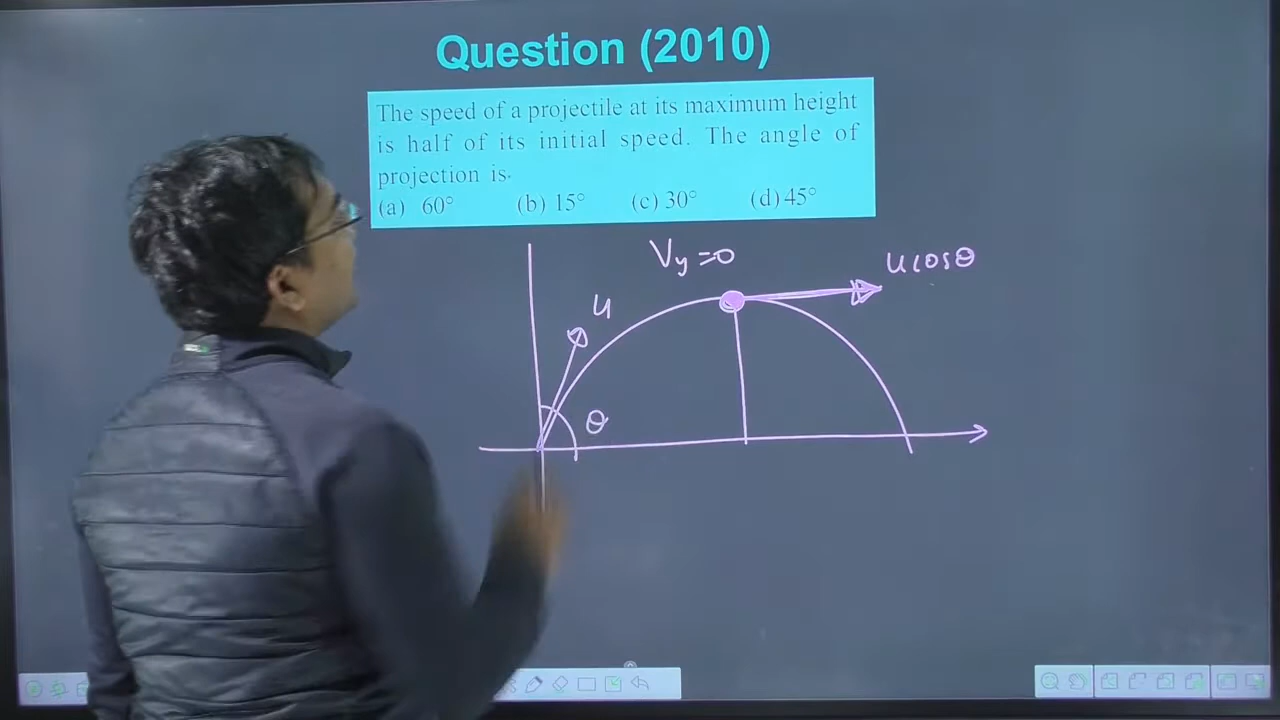 Question (2010)
The speed of a projectile at its maximum height
is half of its initial speed. The angle of
projection is.
(a) 60° (b) 15° (c) 30° (d) 45°
Vy=0
ucosθ
u
θ